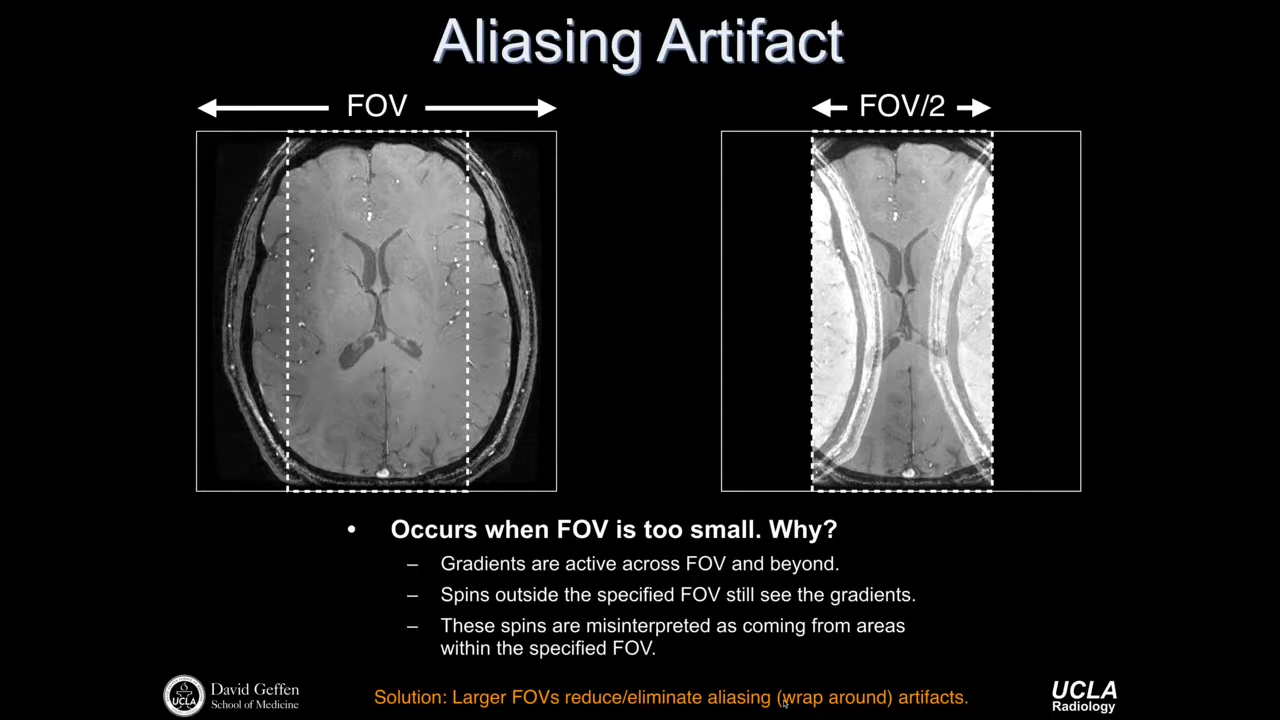 Aliasing Artifact
FOV
FOV/2
• Occurs when FOV is too small. Why?
– Gradients are active across FOV and beyond.
– Spins outside the specified FOV still see the gradients.
– These spins are misinterpreted as coming from areas
within the specified FOV.
UCLA
David Geffen
School of Medicine
Solution: Larger FOVs reduce/eliminate aliasing (wrap around) artifacts.
UCLA
Radiology